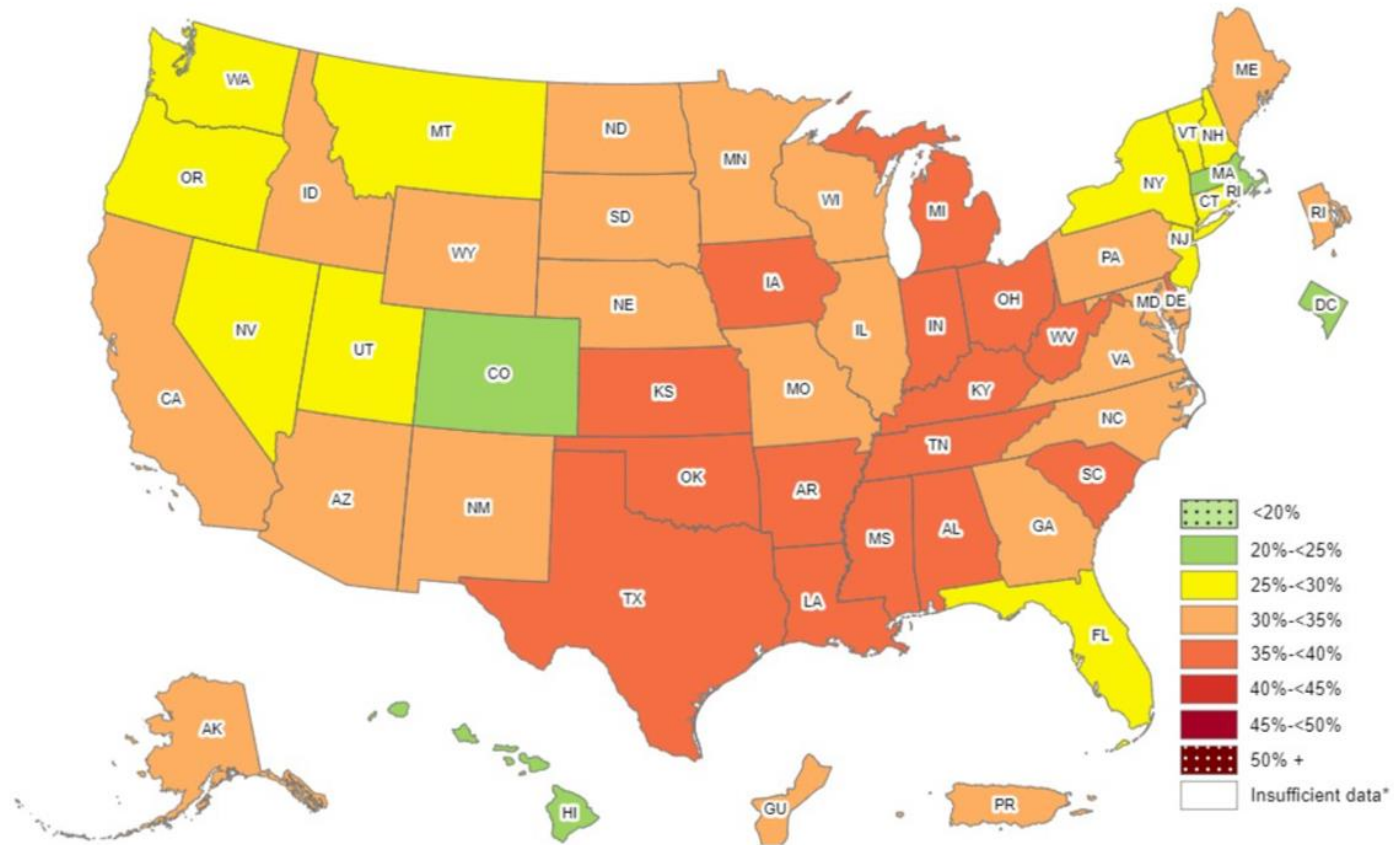 ME
WA
MT
ND
VT
NH
MN
OR
MA
RI
NY
ID
SD
WI
CT
MI
RI
NJ
WY
PA
IA
NE
OH
MD
DE
DC
IN
NV
IL
WV
UT
VA
CO
KS
MO
KY
CA
NC
TN
OK
SC
AR
AZ
NM
GA
MS
AL
TX
LA
FL
AK
GU
PR
HI
<20%
20%-<25%
25%-<30%
30%-<35%
35%-<40%
40%-<45%
45%-<50%
50% +
Insufficient data*